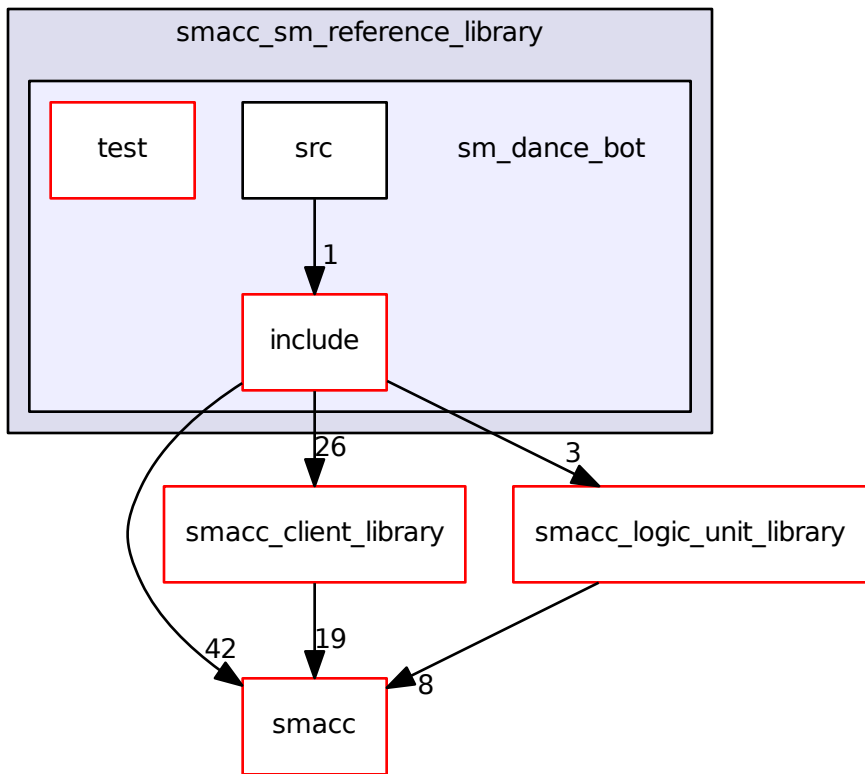 smacc_sm_reference_library
test
src
sm_dance_bot
1
include
26
3
smacc_client_library
smacc_logic_unit_library
42
19
8
smacc